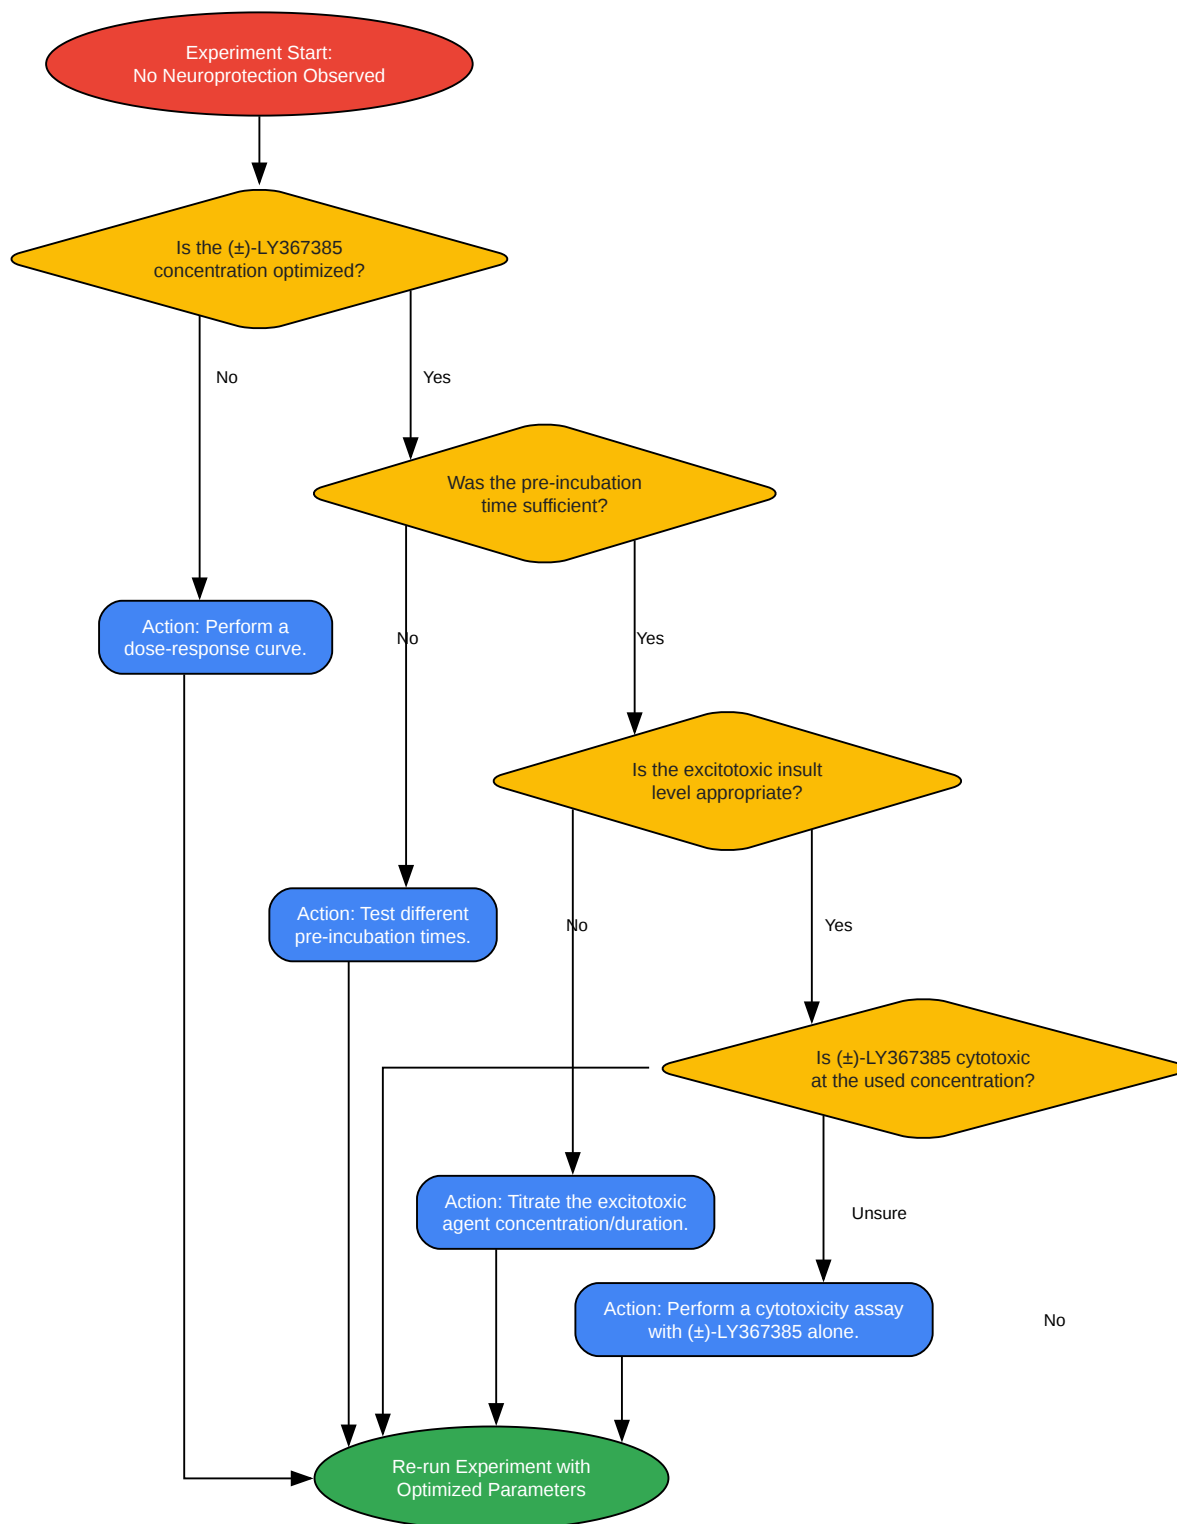 Experiment Start:
No Neuroprotection Observed
Is the (±)-LY367385
concentration optimized?
No
Yes
Was the pre-incubation
time sufficient?
Action: Perform a
dose-response curve.
No
Yes
Is the excitotoxic insult
level appropriate?
Action: Test different
pre-incubation times.
No
Yes
Is (±)-LY367385 cytotoxic
at the used concentration?
Action: Titrate the excitotoxic
agent concentration/duration.
Unsure
Action: Perform a cytotoxicity assay
with (±)-LY367385 alone.
No
Re-run Experiment with
Optimized Parameters